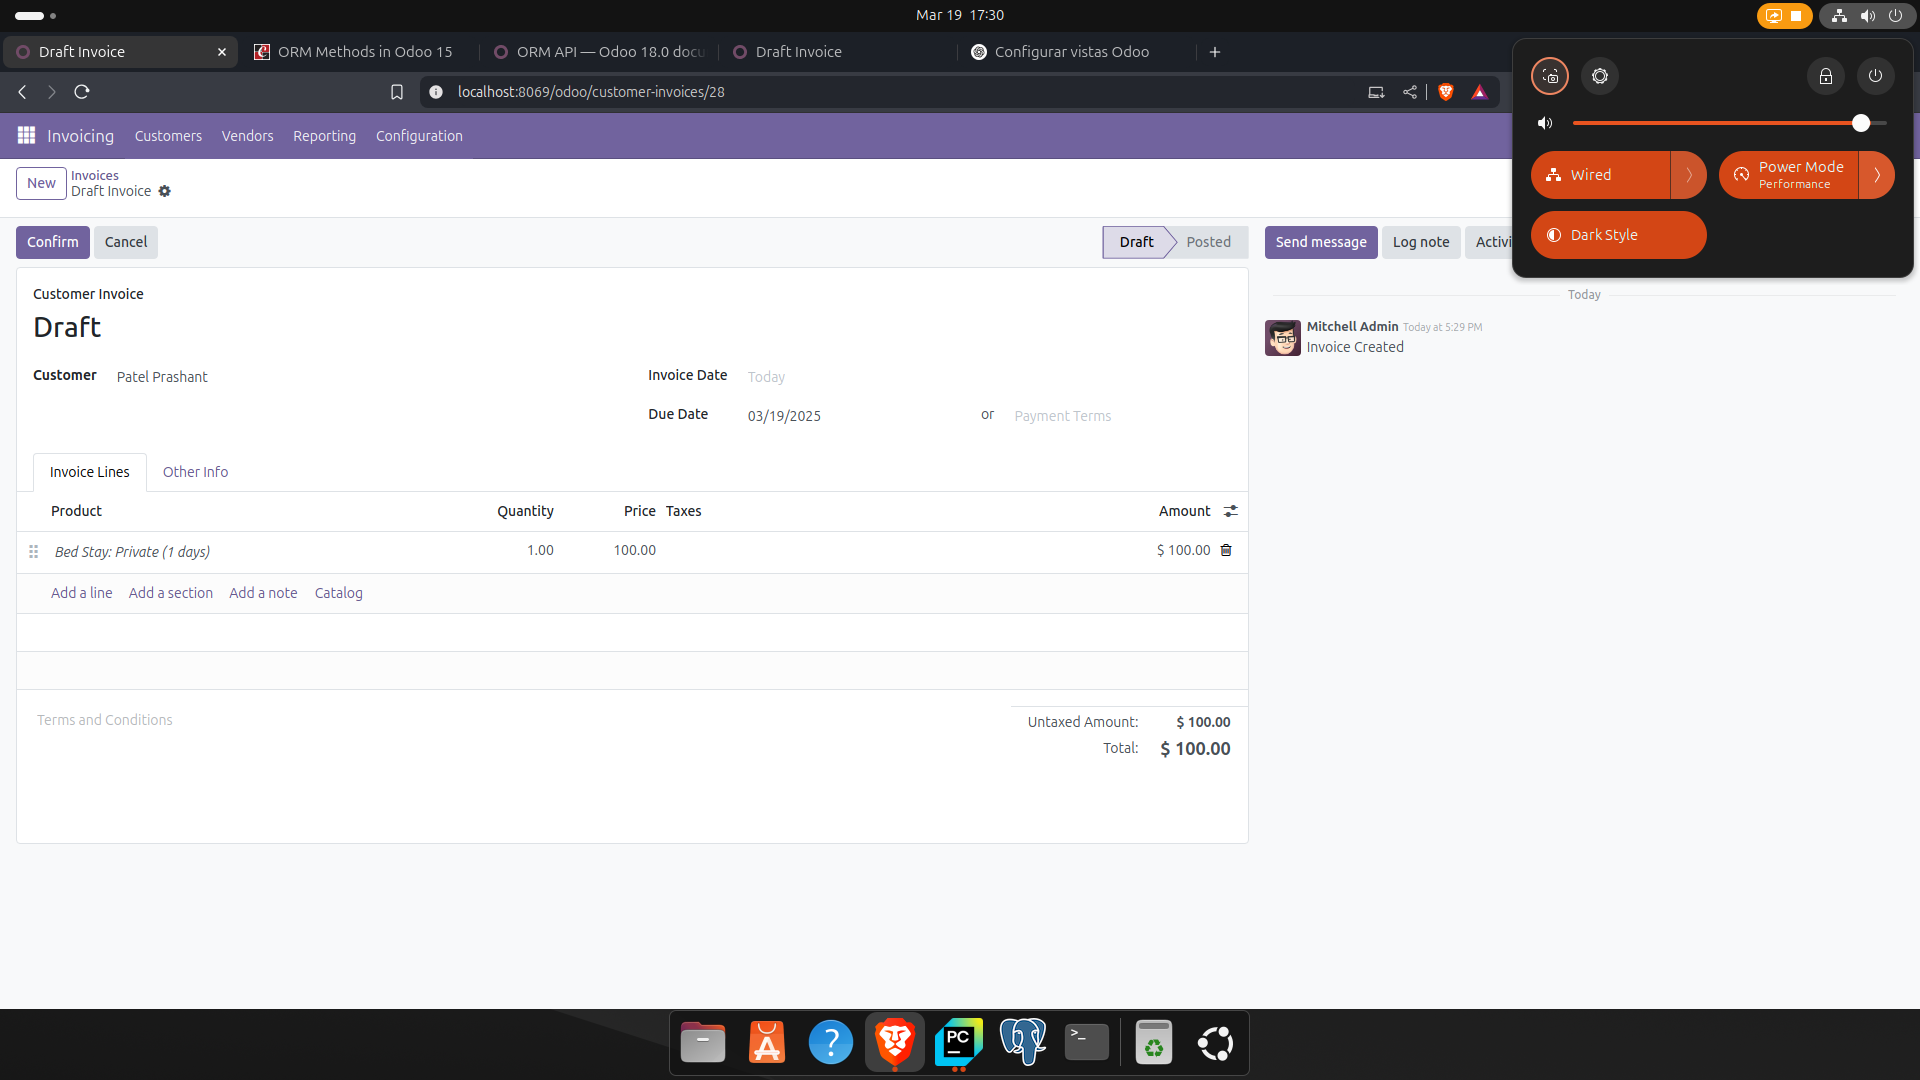 Mar 19 17:30
Draft Invoice
ORM Methods in Odoo 15
ORM API — Odoo 18.0 docu
Draft Invoice
Configurar vistas Odoo
localhost:8069/odoo/customer-invoices/28
Invoicing Customers Vendors Reporting Configuration
New
Invoices
Draft Invoice
Wired
Power Mode
Performance
Dark Style
Confirm Cancel
Draft Posted
Send message Log note Activi
Today
Mitchell Admin Today at 5:29 PM
Invoice Created
Customer Invoice
Draft
Customer Patel Prashant
Invoice Date Today
Due Date 03/19/2025 or Payment Terms
Invoice Lines Other Info
Product Quantity Price Taxes Amount
Bed Stay: Private (1 days) 1.00 100.00 $ 100.00
Add a line Add a section Add a note Catalog
Terms and Conditions
Untaxed Amount: $ 100.00
Total: $ 100.00
? PC >_